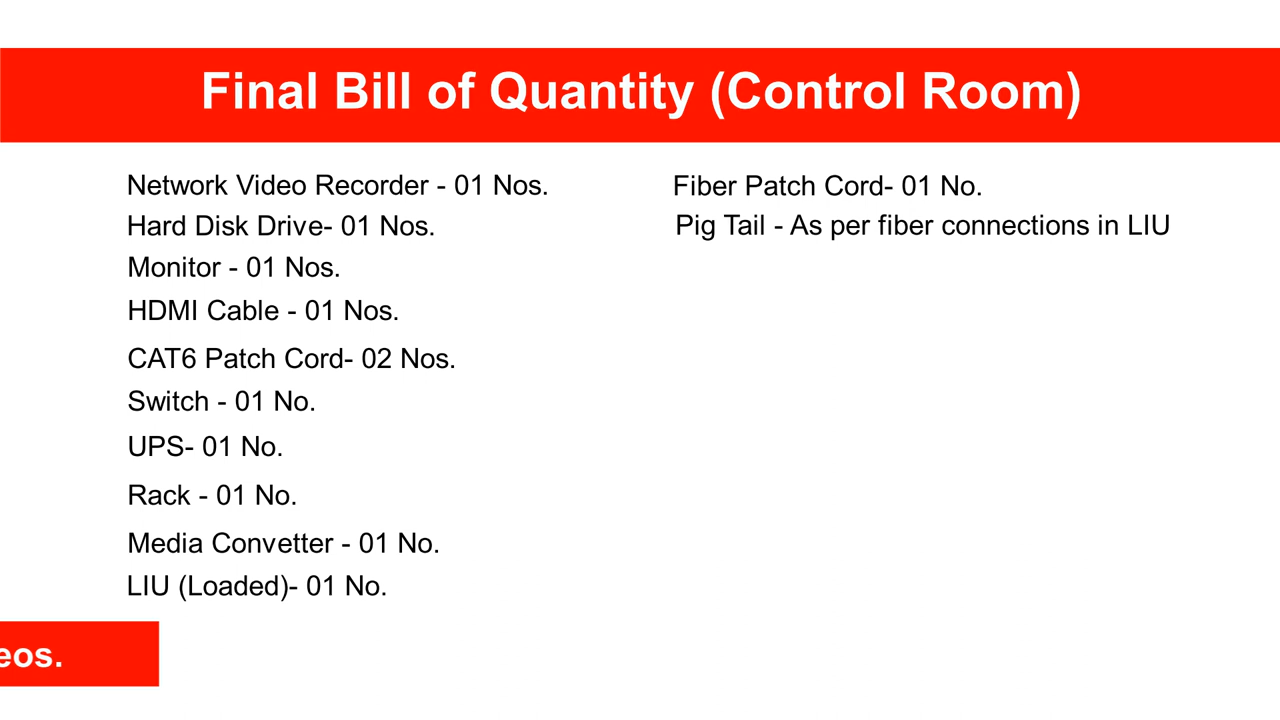 Final Bill of Quantity (Control Room)
Network Video Recorder - 01 Nos.
Hard Disk Drive- 01 Nos.
Monitor - 01 Nos.
HDMI Cable - 01 Nos.
CAT6 Patch Cord- 02 Nos.
Switch - 01 No.
UPS- 01 No.
Rack - 01 No.
Media Convetter - 01 No.
LIU (Loaded)- 01 No.
Fiber Patch Cord- 01 No.
Pig Tail - As per fiber connections in LIU
eos.